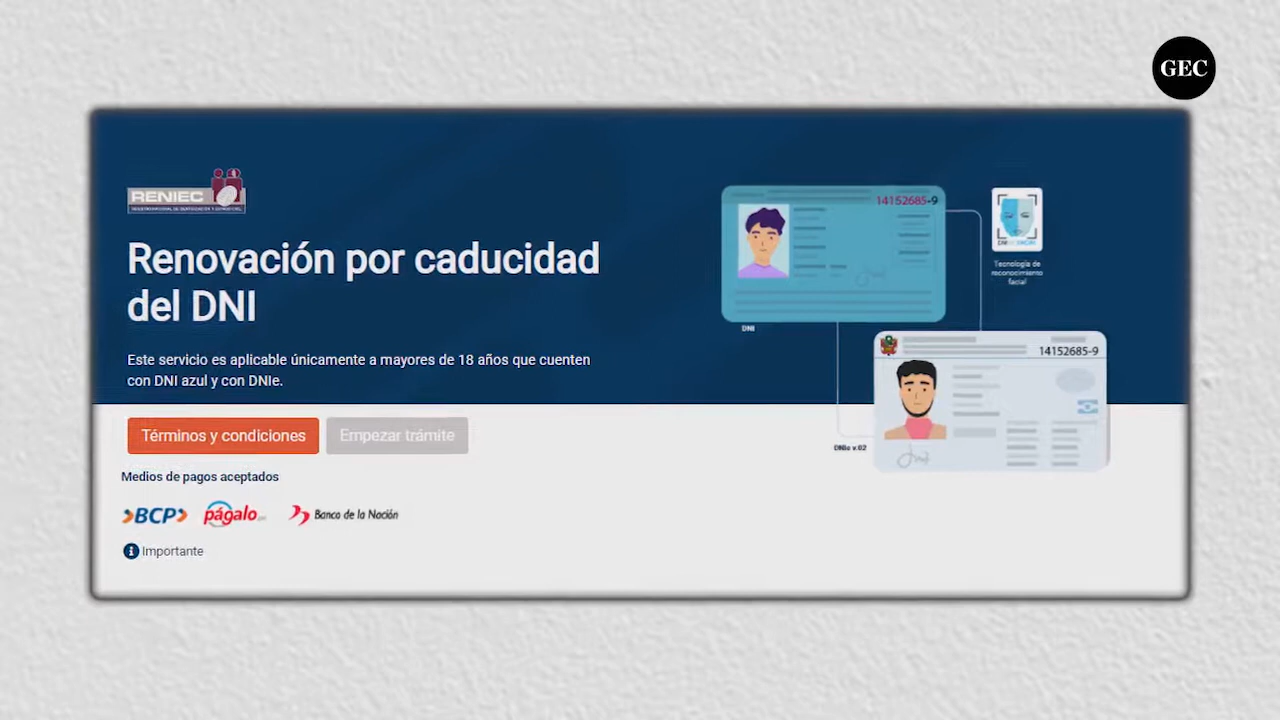 GEC
RENIEC
Renovación por caducidad
del DNI
Este servicio es aplicable únicamente a mayores de 18 años que cuenten
con DNI azul y con DNIe.
Términos y condiciones
Empezar trámite
Medios de pagos aceptados
BCP
págalo
Banco de la Nación
Importante
14152685-9
DNI
Tecnología de
reconocimiento
facial
14152685-9
DNIe v.02